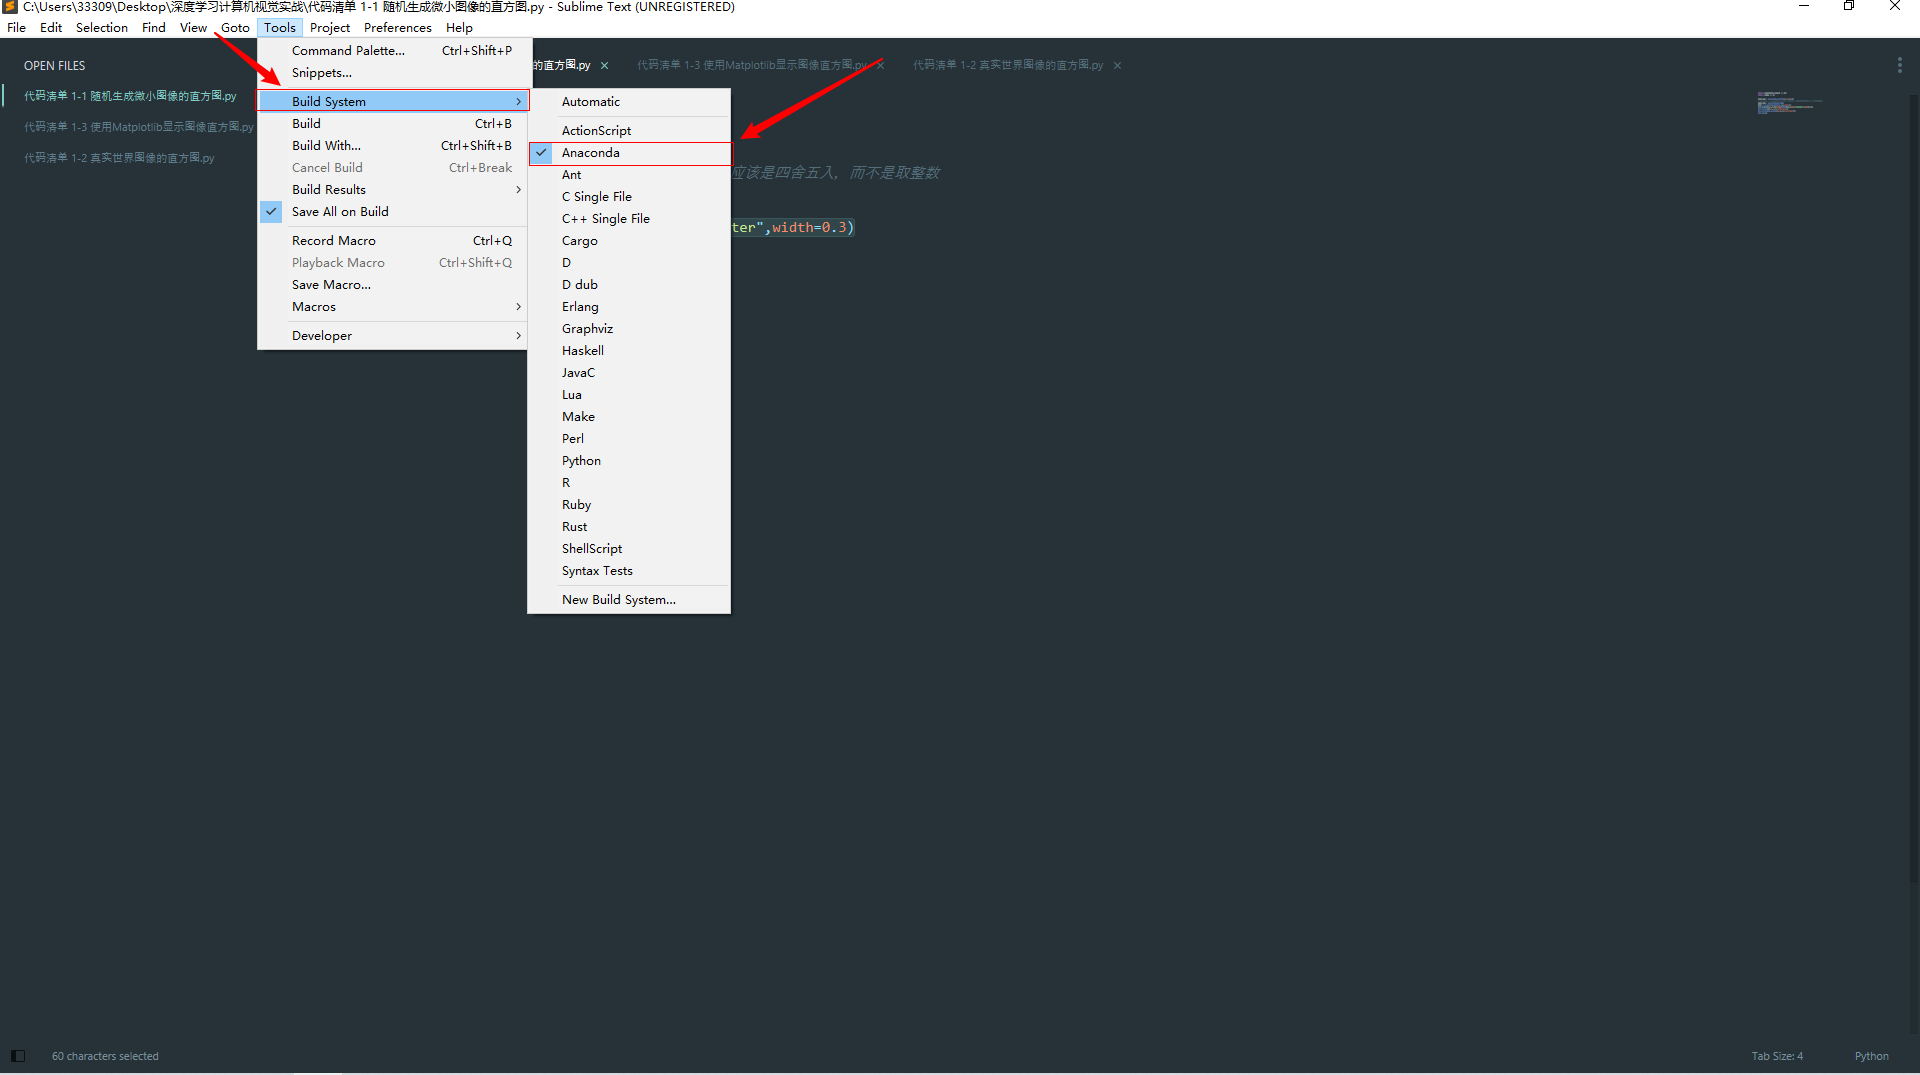 C:\Users\33309\Desktop\深度学习计算机视觉实战\代码清单 1-1 随机生成微小图像的直方图.py - Sublime Text (UNREGISTERED)
File Edit Selection Find View Goto Tools Project Preferences Help
OPEN FILES
代码清单 1-1 随机生成微小图像的直方图.py
代码清单 1-3 使用Matplotlib显示图像直方图.py
代码清单 1-2 真实世界图像的直方图.py
的直方图.py
代码清单 1-3 使用Matplotlib显示图像直方图.py
代码清单 1-2 真实世界图像的直方图.py
Command Palette... Ctrl+Shift+P
Snippets...
Build System
Build Ctrl+B
Build With... Ctrl+Shift+B
Cancel Build Ctrl+Break
Build Results
Save All on Build
Record Macro Ctrl+Q
Playback Macro Ctrl+Shift+Q
Save Macro...
Macros
Developer
Automatic
ActionScript
Anaconda
Ant
C Single File
C++ Single File
Cargo
D
D dub
Erlang
Graphviz
Haskell
JavaC
Lua
Make
Perl
Python
R
Ruby
Rust
ShellScript
Syntax Tests
New Build System...
应该是四舍五入, 而不是取整数
ter",width=0.3)
60 characters selected
Tab Size: 4
Python